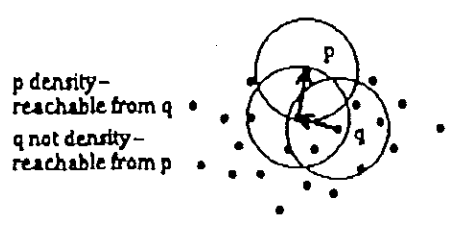 p density-
reachable from q
q not density-
reachable from p
p
q